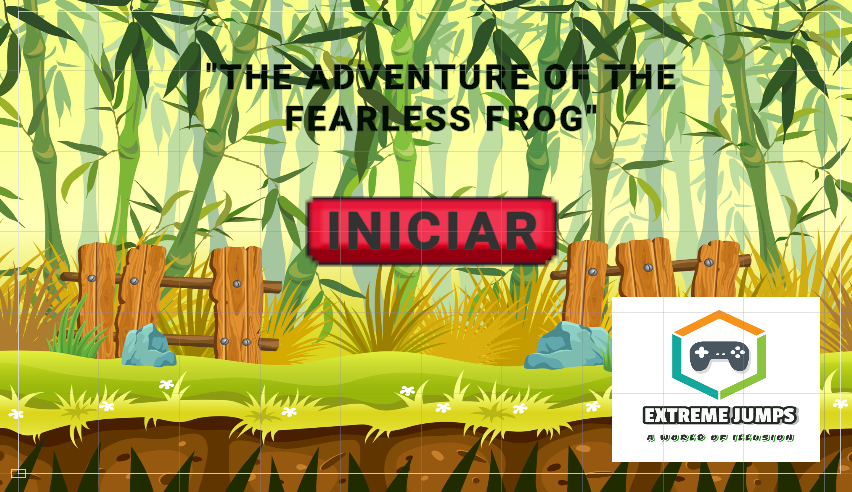 "THE ADVENTURE OF THE
FEARLESS FROG"
INICIAR
EXTREME JUMPS
A WORLD OF ILLUSION